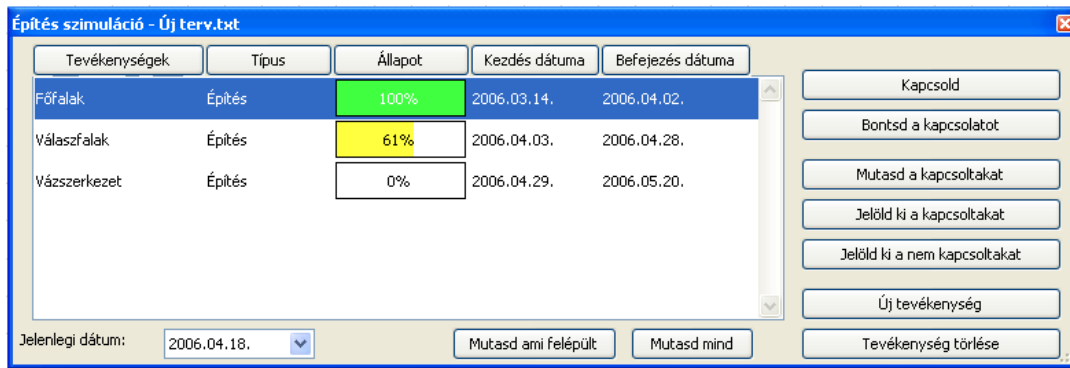 Építés szimuláció - Új terv.txt
Tevékenységek Típus Állapot Kezdés dátuma Befejezés dátuma
Főfalak Építés 100% 2006.03.14. 2006.04.02.
Válaszfalak Építés 61% 2006.04.03. 2006.04.28.
Vázszerkezet Építés 0% 2006.04.29. 2006.05.20.
Kapcsold
Bontsd a kapcsolatot
Mutasd a kapcsoltakat
Jelöld ki a kapcsoltakat
Jelöld ki a nem kapcsoltakat
Új tevékenység
Tevékenység törlése
Jelenlegi dátum: 2006.04.18. Mutasd ami felépült Mutasd mind